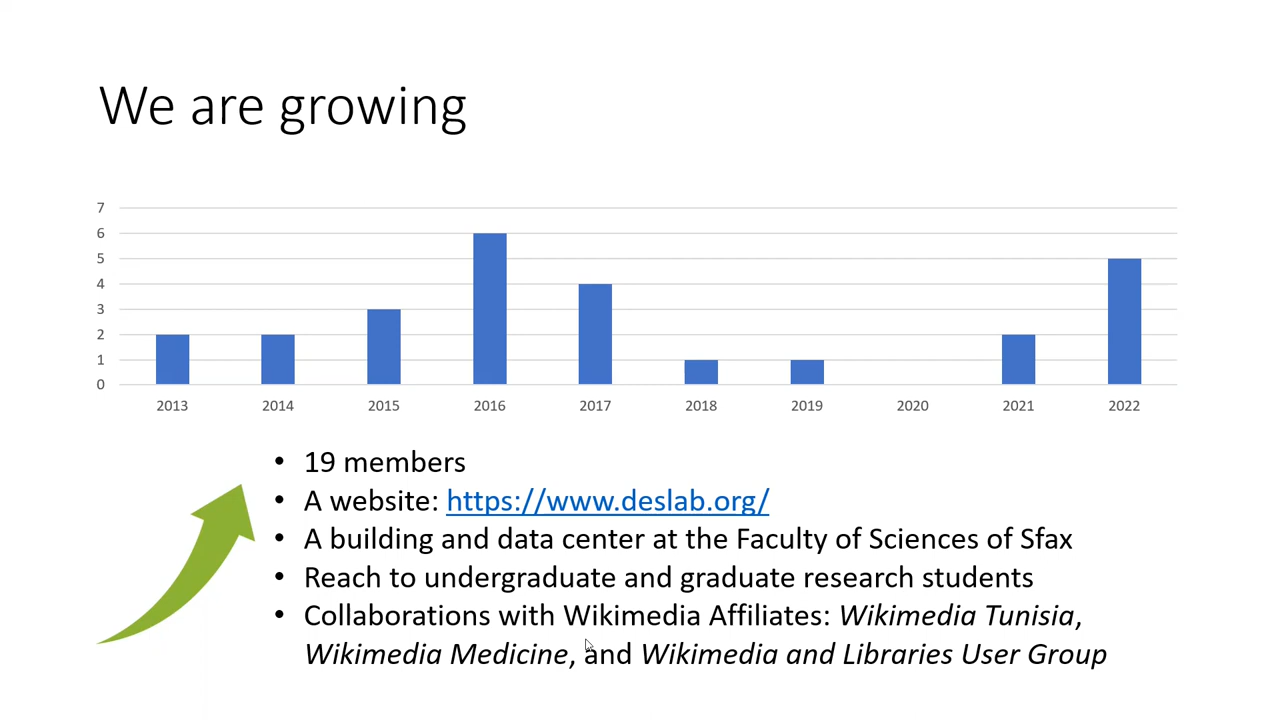 We are growing
7
6
5
4
3
2
1
0
2013 2014 2015 2016 2017 2018 2019 2020 2021 2022
• 19 members
• A website: https://www.deslab.org/
• A building and data center at the Faculty of Sciences of Sfax
• Reach to undergraduate and graduate research students
• Collaborations with Wikimedia Affiliates: Wikimedia Tunisia,
Wikimedia Medicine, and Wikimedia and Libraries User Group